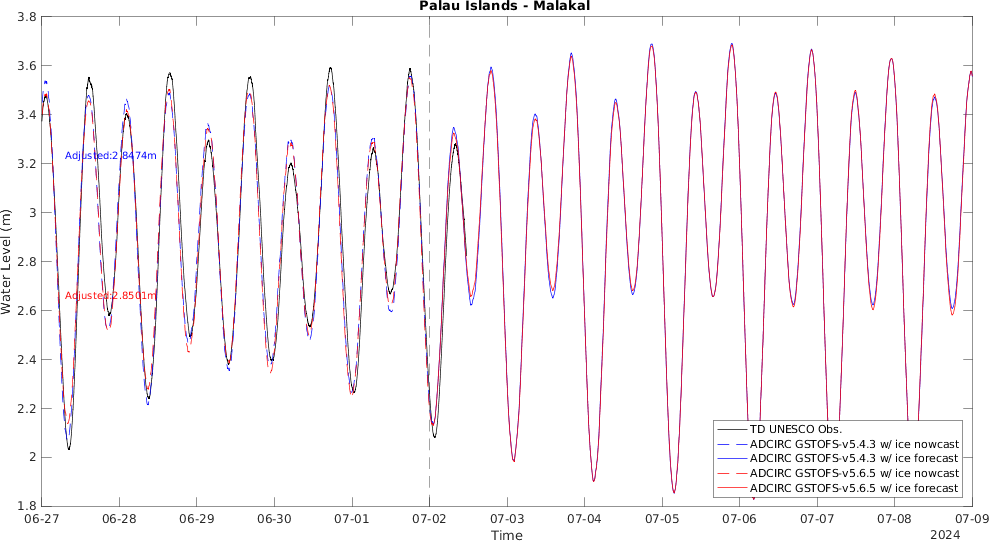 Palau Islands - Malakal
3.8
3.6
3.4
3.2
3
2.8
2.6
2.4
2.2
2
1.8
Water Level (m)
Adjusted:2.8474m
Adjusted:2.8501m
TD UNESCO Obs.
ADCIRC GSTOFS-v5.4.3 w/ ice nowcast
ADCIRC GSTOFS-v5.4.3 w/ ice forecast
ADCIRC GSTOFS-v5.6.5 w/ ice nowcast
ADCIRC GSTOFS-v5.6.5 w/ ice forecast
06-27 06-28 06-29 06-30 07-01 07-02 07-03 07-04 07-05 07-06 07-07 07-08 07-09
Time
2024